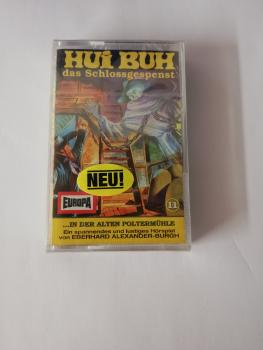 HUI BUH
das Schlossgespenst
NEU!
EUROPA
11
...IN DER ALTEN POLTERMÜHLE
Ein spannendes und lustiges Hörspiel
von EBERHARD ALEXANDER-BURGH